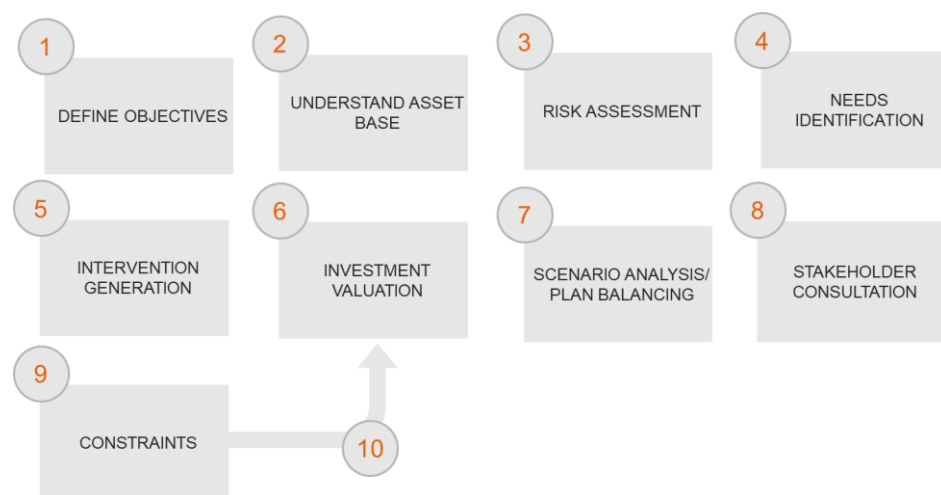 1
DEFINE OBJECTIVES
2
UNDERSTAND ASSET
BASE
3
RISK ASSESSMENT
4
NEEDS
IDENTIFICATION
5
INTERVENTION
GENERATION
6
INVESTMENT
VALUATION
7
SCENARIO ANALYSIS/
PLAN BALANCING
8
STAKEHOLDER
CONSULTATION
9
CONSTRAINTS
10